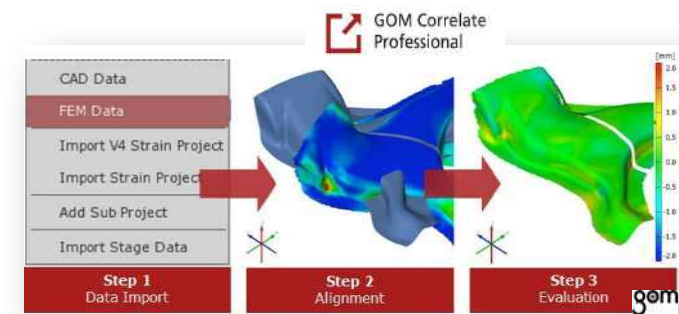 GOM Correlate
Professional
CAD Data
FEM Data
Import V4 Strain Project
Import Strain Project
Add Sub Project
Import Stage Data
[mm]
2.0
1.5
1.0
0.5
0.0
-0.5
-1.0
-1.5
-2.0
Step 1
Data Import
Step 2
Alignment
Step 3
Evaluation
gom